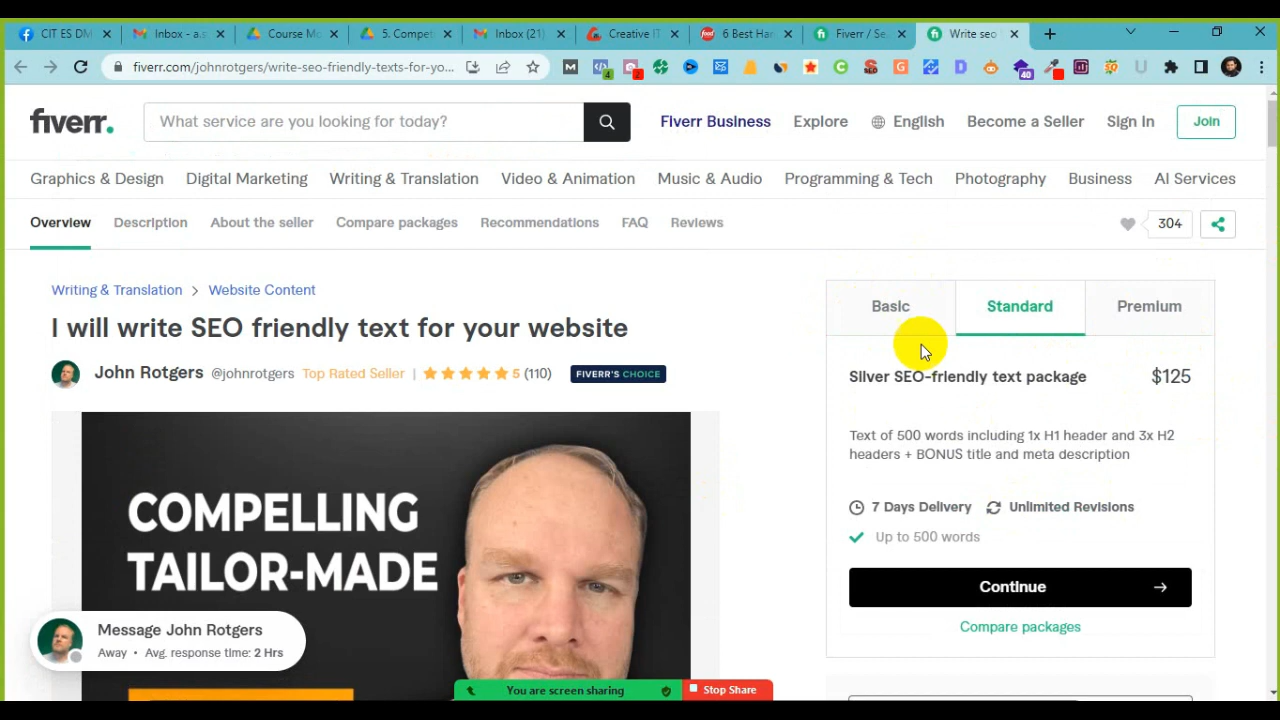 CIT ES DM
Inbox - a.s
Course Mo
5. Compet
Inbox (21)
Creative IT
6 Best Har
Fiverr / Se
Write seo
fiverr.com/johnrotgers/write-seo-friendly-texts-for-yo...
4
2
40
fiverr.
What service are you looking for today?
Fiverr Business
Explore
English
Become a Seller
Sign In
Join
Graphics & Design
Digital Marketing
Writing & Translation
Video & Animation
Music & Audio
Programming & Tech
Photography
Business
AI Services
Overview
Description
About the seller
Compare packages
Recommendations
FAQ
Reviews
304
Writing & Translation > Website Content
I will write SEO friendly text for your website
John Rotgers @johnrotgers Top Rated Seller | 5 (110) FIVERR'S CHOICE
COMPELLING
TAILOR-MADE
Message John Rotgers
Away • Avg. response time: 2 Hrs
Basic
Standard
Premium
Silver SEO-friendly text package $125
Text of 500 words including 1x H1 header and 3x H2
headers + BONUS title and meta description
7 Days Delivery Unlimited Revisions
Up to 500 words
Continue
Compare packages
You are screen sharing
Stop Share